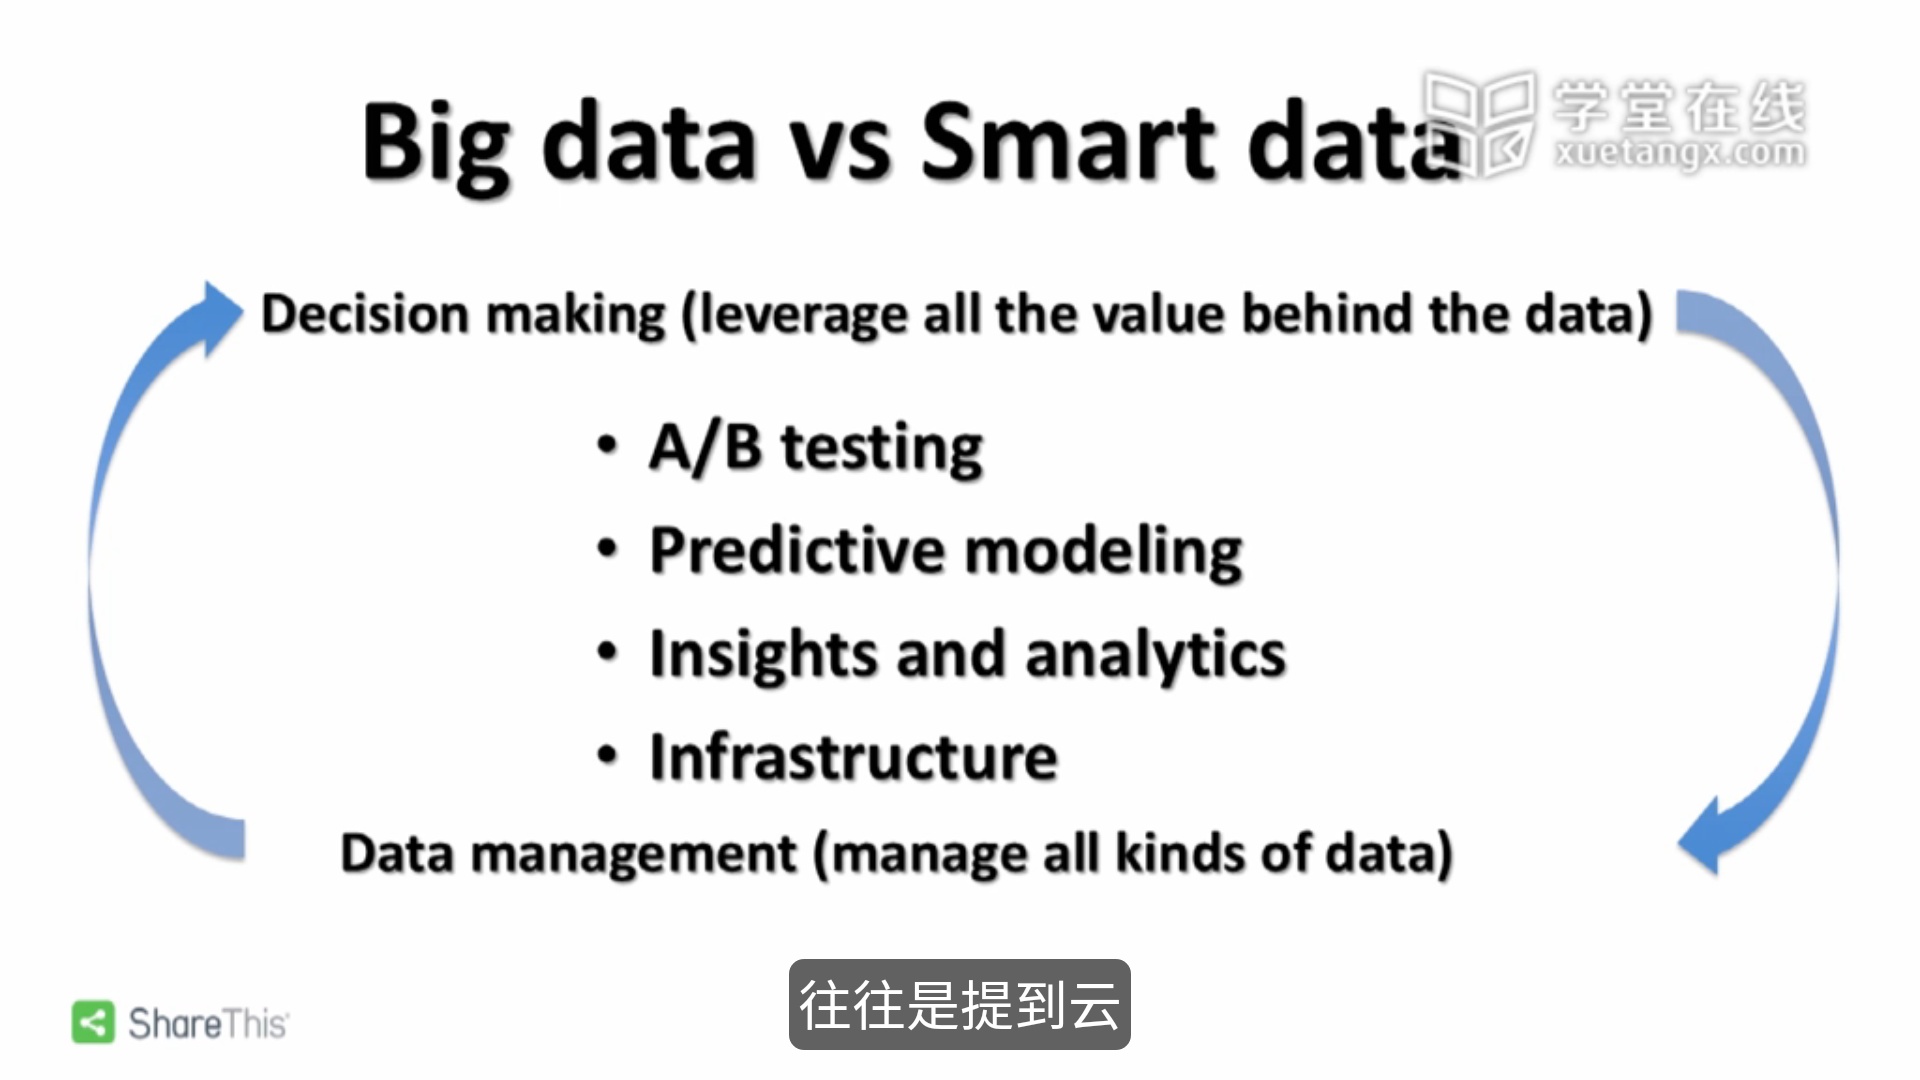 Big data vs Smart data
学堂在线
xuetangx.com
Decision making (leverage all the value behind the data)
• A/B testing
• Predictive modeling
• Insights and analytics
• Infrastructure
Data management (manage all kinds of data)
往往是提到云
ShareThis